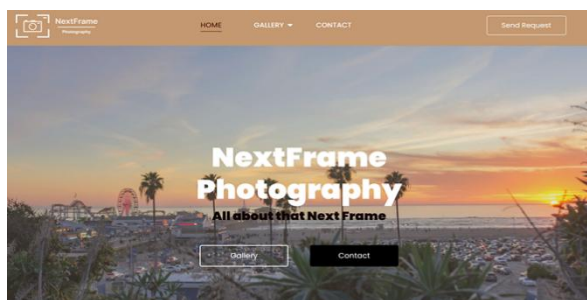 NextFrame
Photography
HOME
GALLERY
CONTACT
Send Request
NextFrame
Photography
All about that Next Frame
Gallery
Contact